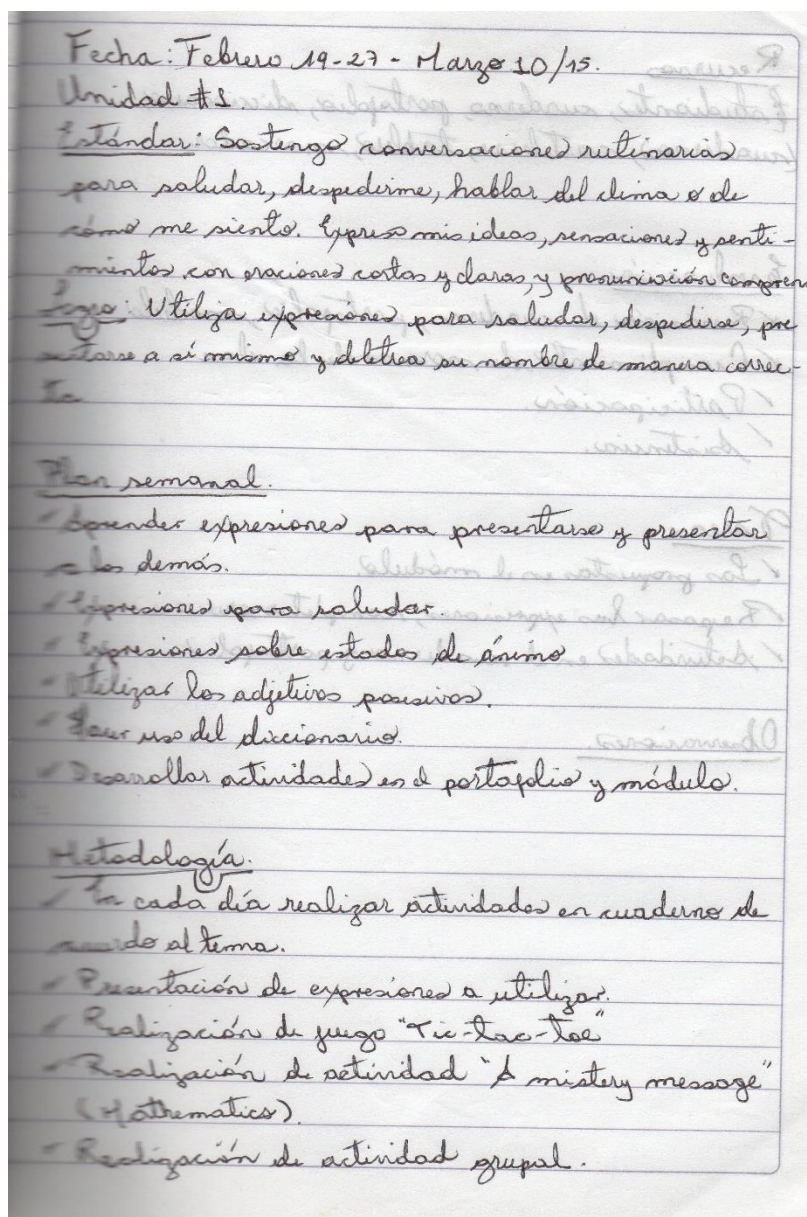 Fecha: Febrero 19-27 - Marzo 10/15.
Unidad #1.
Estándar: Sostengo conversaciones rutinarias
para saludar, despedirme, hablar del clima o de
cómo me siento. Expreso mis ideas, sensaciones y senti-
mientos con oraciones cortas y claras, y pronunciación compren
Logro: Utiliza expresiones para saludar, despedirse, pre
sentarse a sí mismo y deletrea su nombre de manera correc-
ta
Plan semanal.
✓ Aprender expresiones para presentarse y presentar
a los demás.
✓ Expresiones para saludar.
✓ Expresiones sobre estados de ánimo
✓ Utilizar los adjetivos posesivos.
✓ Hacer uso del diccionario.
✓ Desarrollar actividades en el portafolio y módulo.
Metodología.
✓ En cada día realizar actividades en cuaderno de
acuerdo al tema.
✓ Presentación de expresiones a utilizar.
✓ Realización de juego "Tic-tac-toe"
✓ Realización de actividad "A mistery message"
(Mathematics).
✓ Realización de actividad grupal.